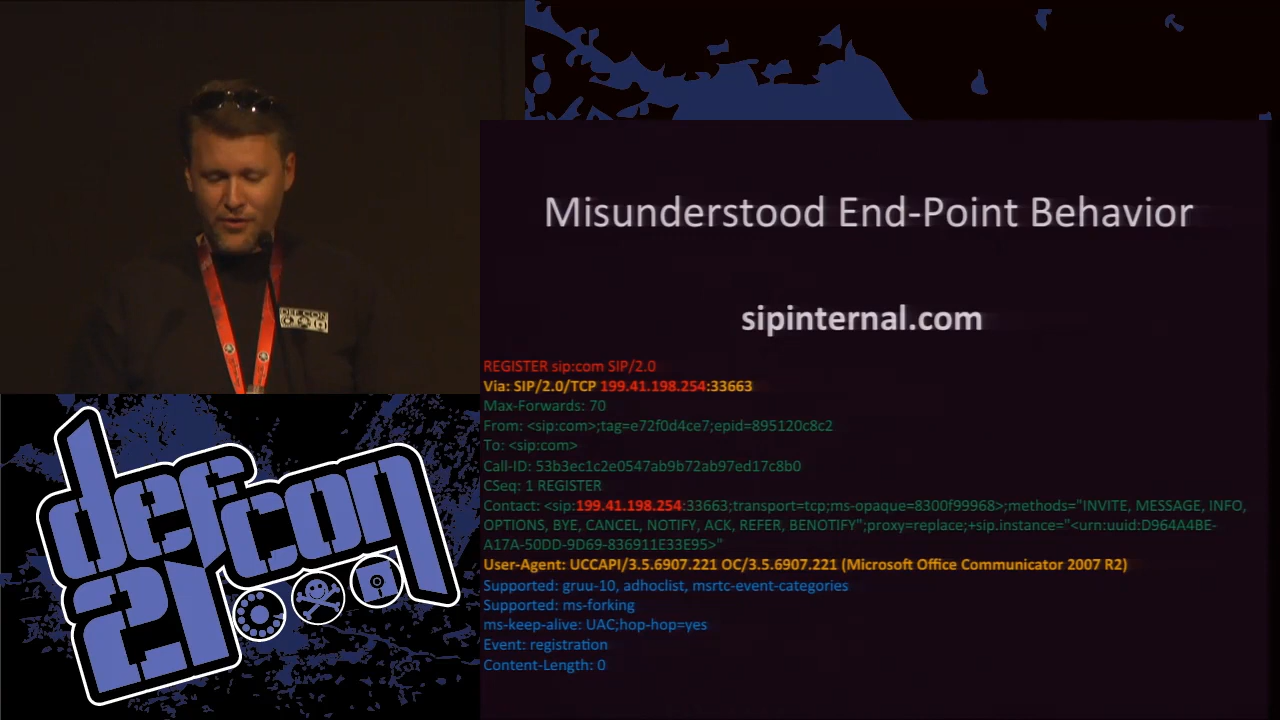 DEF CON
Misunderstood End-Point Behavior
sipinternal.com
REGISTER sip:com SIP/2.0
Via: SIP/2.0/TCP 199.41.198.254:33663
Max-Forwards: 70
From: <sip:com>;tag=e72f0d4ce7;epid=895120c8c2
To: <sip:com>
Call-ID: 53b3ec1c2e0547ab9b72ab97ed17c8b0
CSeq: 1 REGISTER
Contact: <sip:199.41.198.254:33663;transport=tcp;ms-opaque=8300f99968>;methods="INVITE, MESSAGE, INFO,
OPTIONS, BYE, CANCEL, NOTIFY, ACK, REFER, BENOTIFY";proxy=replace;+sip.instance="<urn:uuid:D964A4BE-
A17A-50DD-9D69-836911E33E95>"
User-Agent: UCCAPI/3.5.6907.221 OC/3.5.6907.221 (Microsoft Office Communicator 2007 R2)
Supported: gruu-10, adhoclist, msrtc-event-categories
Supported: ms-forking
ms-keep-alive: UAC;hop-hop=yes
Event: registration
Content-Length: 0
defcon
21